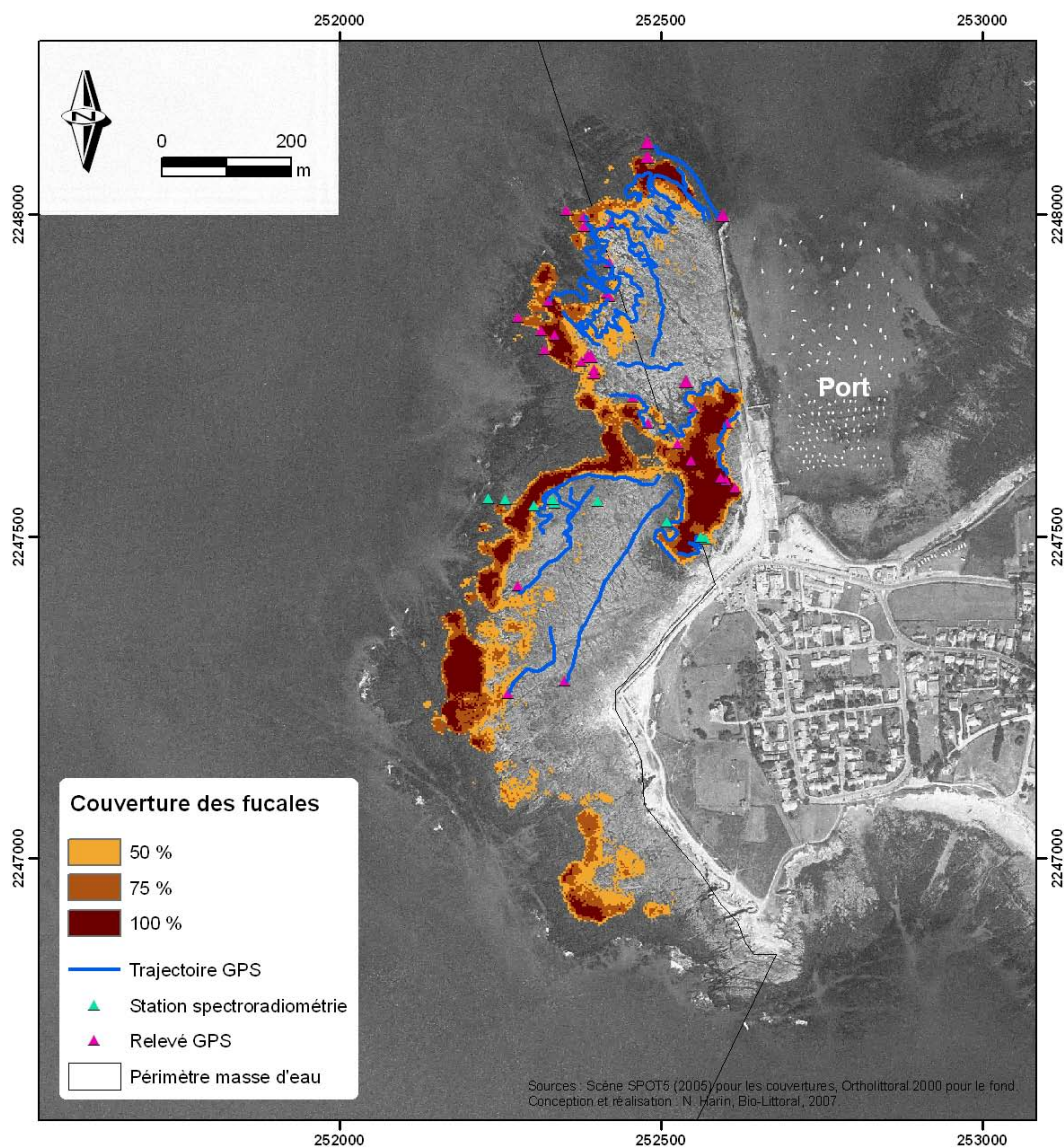 252000 252500 253000
N
0 200
m
2248000 2248000
Port
2247500 2247500
Couverture des fucales
50 %
75 %
100 %
Trajectoire GPS
Station spectroradiométrie
Relevé GPS
Périmètre masse d'eau
2247000 2247000
Sources : Scène SPOT5 (2005) pour les couvertures, Ortholittoral 2000 pour le fond.
Conception et réalisation : N. Harin, Bio-Littoral, 2007.
252000 252500 253000